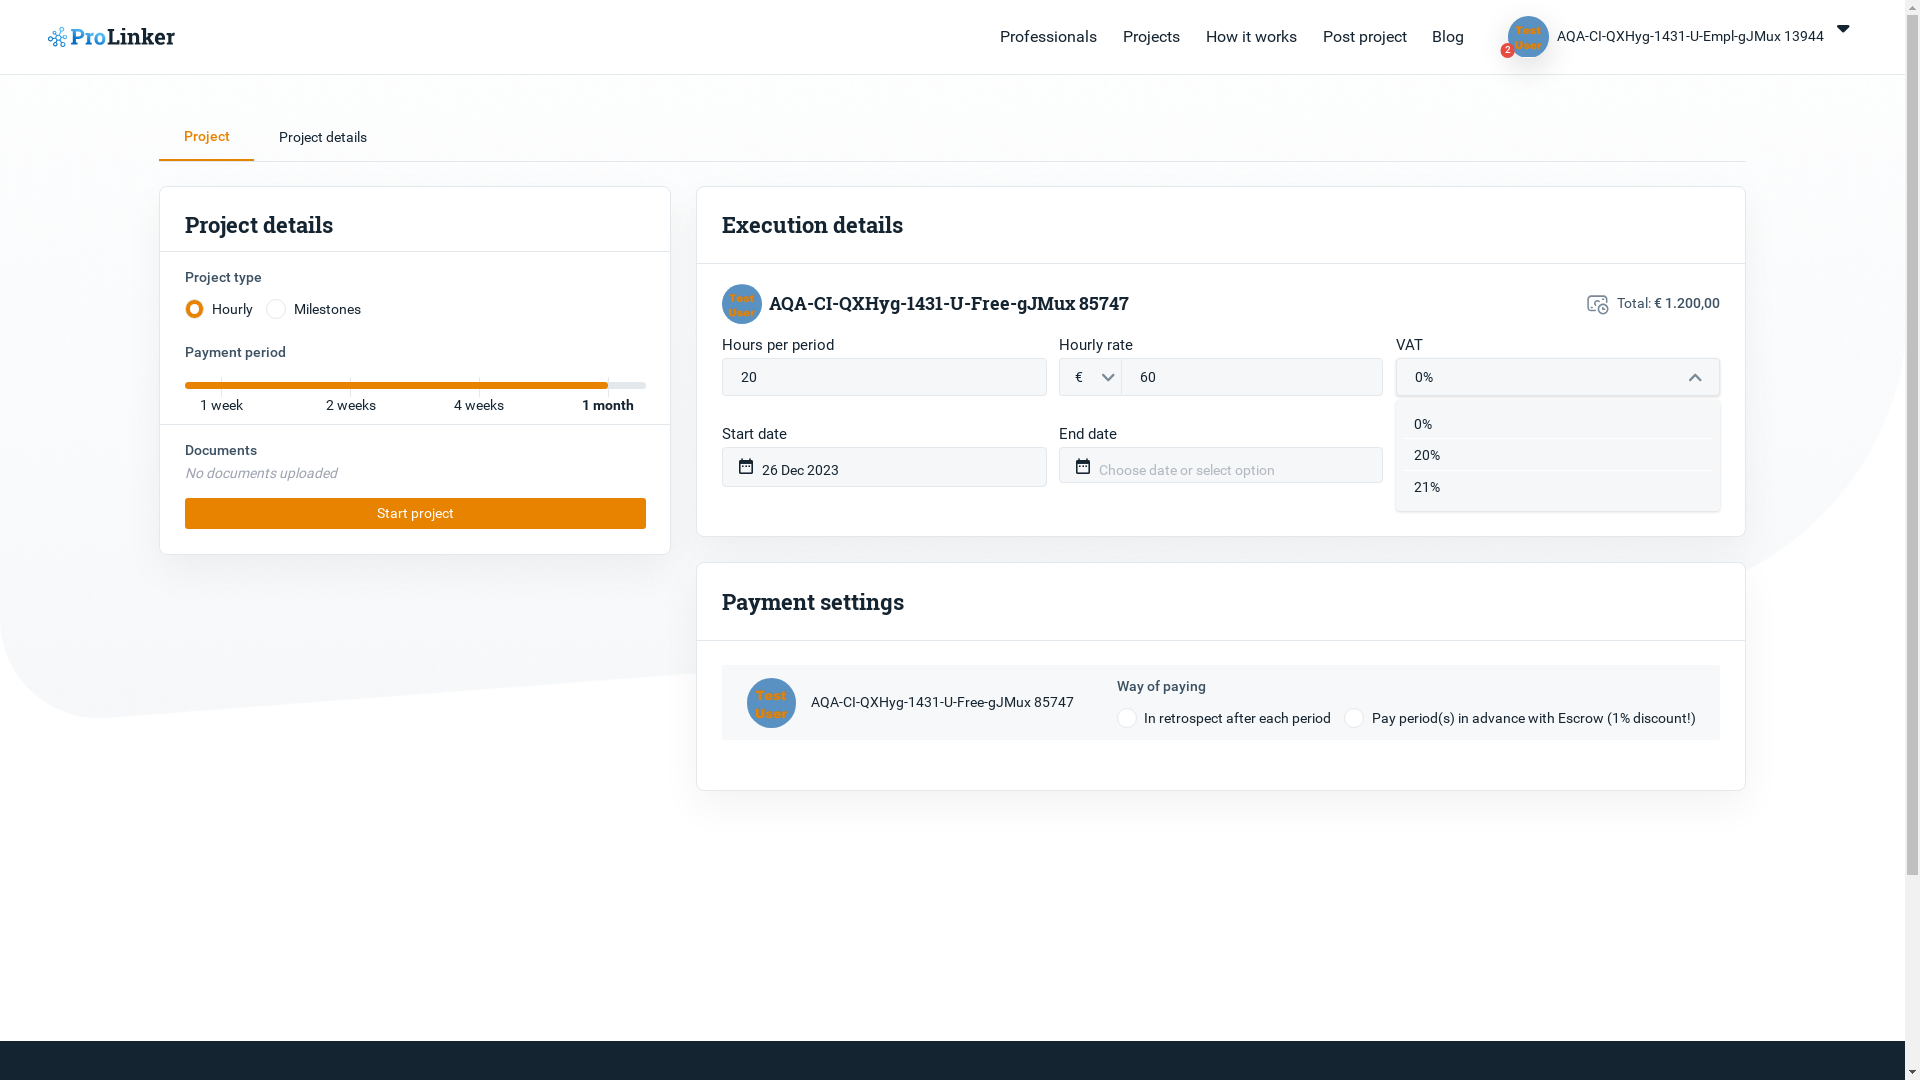 ProLinker
Professionals
Projects
How it works
Post project
Blog
Test
User
2
AQA-CI-QXHyg-1431-U-Empl-gJMux 13944
Project
Project details
Project details
Project type
Hourly
Milestones
Payment period
1 week
2 weeks
4 weeks
1 month
Documents
No documents uploaded
Start project
Execution details
Test
User
AQA-CI-QXHyg-1431-U-Free-gJMux 85747
Total: € 1.200,00
Hours per period
20
Hourly rate
€
60
VAT
0%
0%
20%
21%
Start date
26 Dec 2023
End date
Choose date or select option
Payment settings
Test
User
AQA-CI-QXHyg-1431-U-Free-gJMux 85747
Way of paying
In retrospect after each period
Pay period(s) in advance with Escrow (1% discount!)